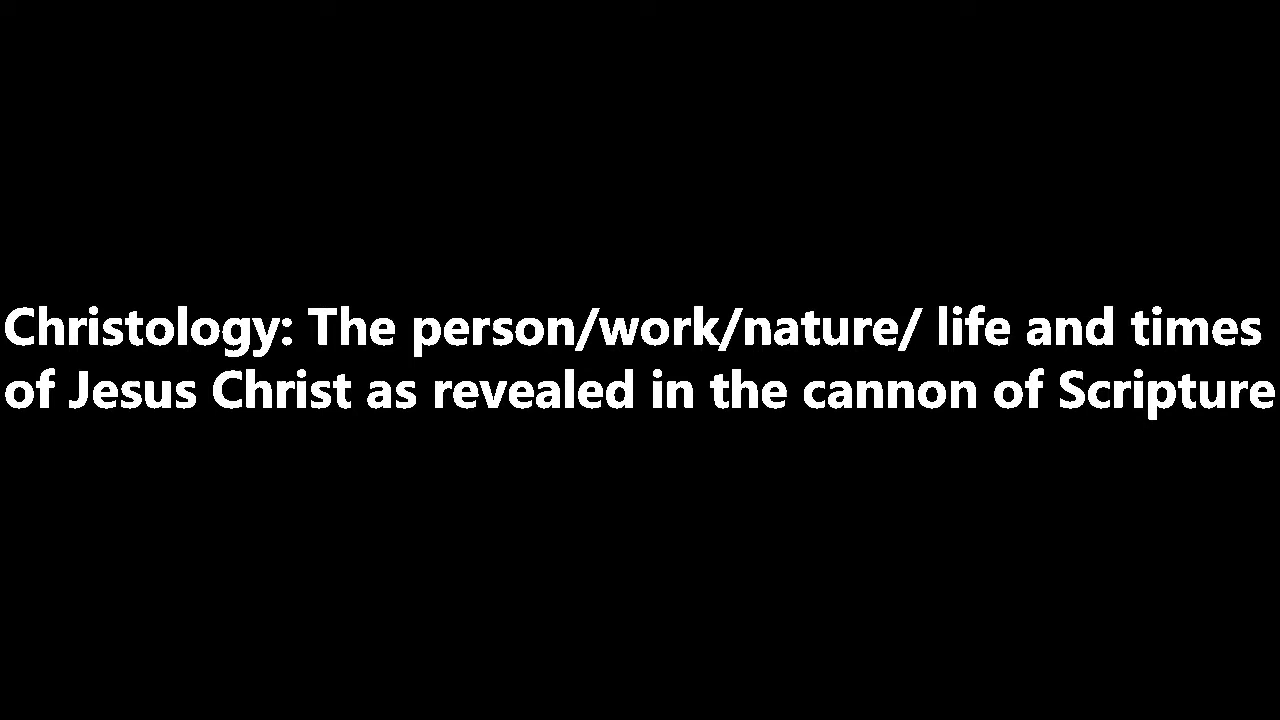 Christology: The person/work/nature/ life and times
of Jesus Christ as revealed in the cannon of Scripture